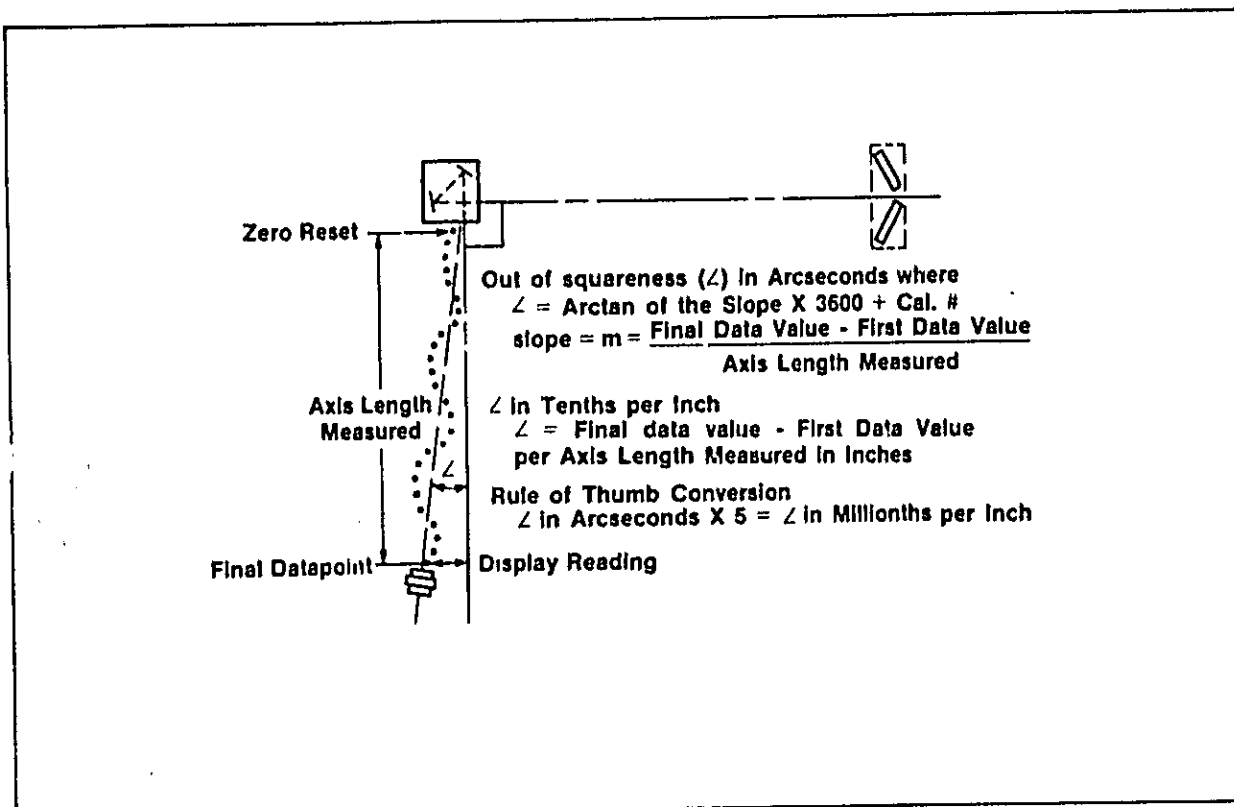 Zero Reset
Out of squareness (∠) in Arcseconds where
∠ = Arctan of the Slope X 3600 + Cal. #
slope = m = Final Data Value - First Data Value
Axis Length Measured
Axis Length
Measured
∠ in Tenths per Inch
∠ = Final data value - First Data Value
per Axis Length Measured in Inches
∠
Rule of Thumb Conversion
∠ in Arcseconds X 5 = ∠ in Millionths per Inch
Final Datapoint
Display Reading